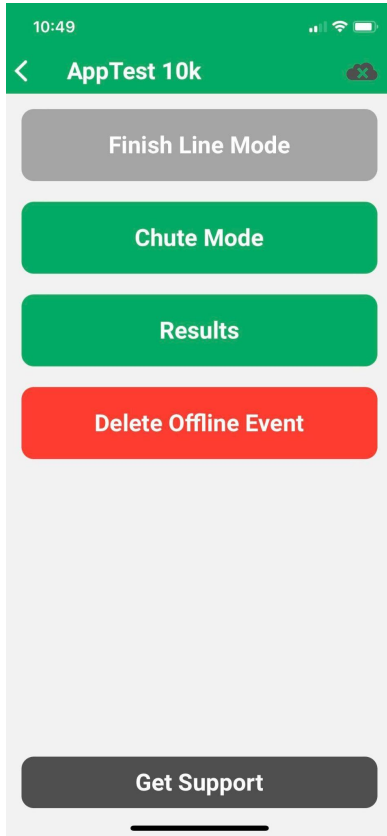 10:49
AppTest 10k
Finish Line Mode
Chute Mode
Results
Delete Offline Event
Get Support